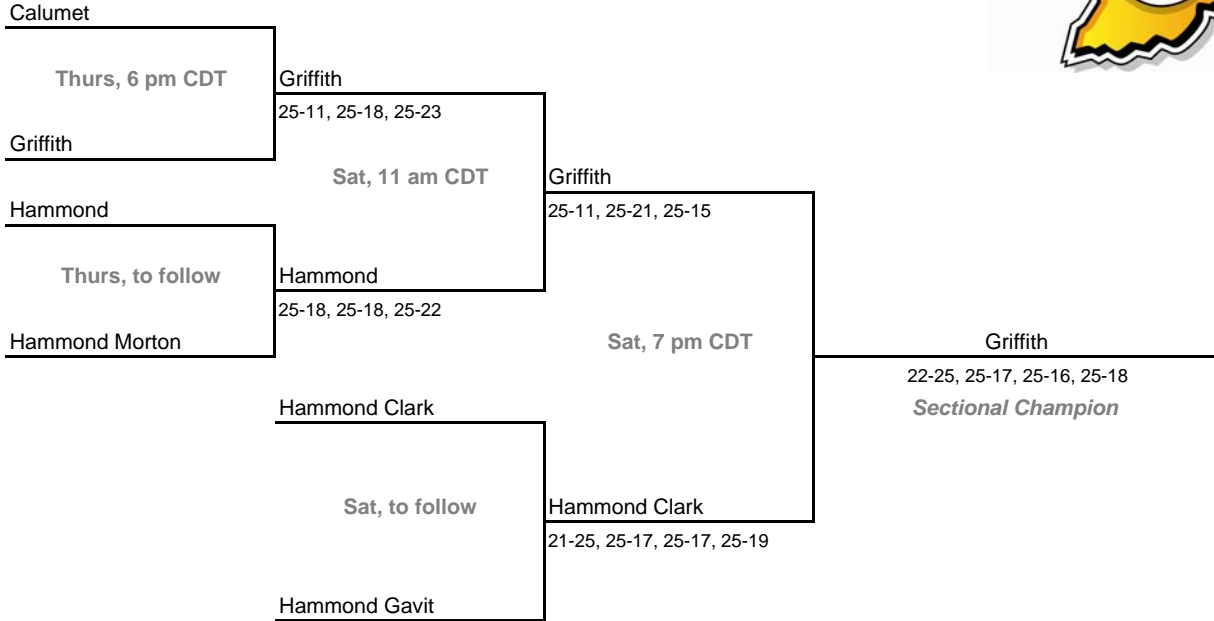 Calumet
Thurs, 6 pm CDT
Griffith
25-11, 25-18, 25-23
Griffith
Sat, 11 am CDT
Griffith
Hammond
25-11, 25-21, 25-15
Thurs, to follow
Hammond
25-18, 25-18, 25-22
Hammond Morton
Sat, 7 pm CDT
Griffith
22-25, 25-17, 25-16, 25-18
Hammond Clark
Sectional Champion
Sat, to follow
Hammond Clark
21-25, 25-17, 25-17, 25-19
Hammond Gavit